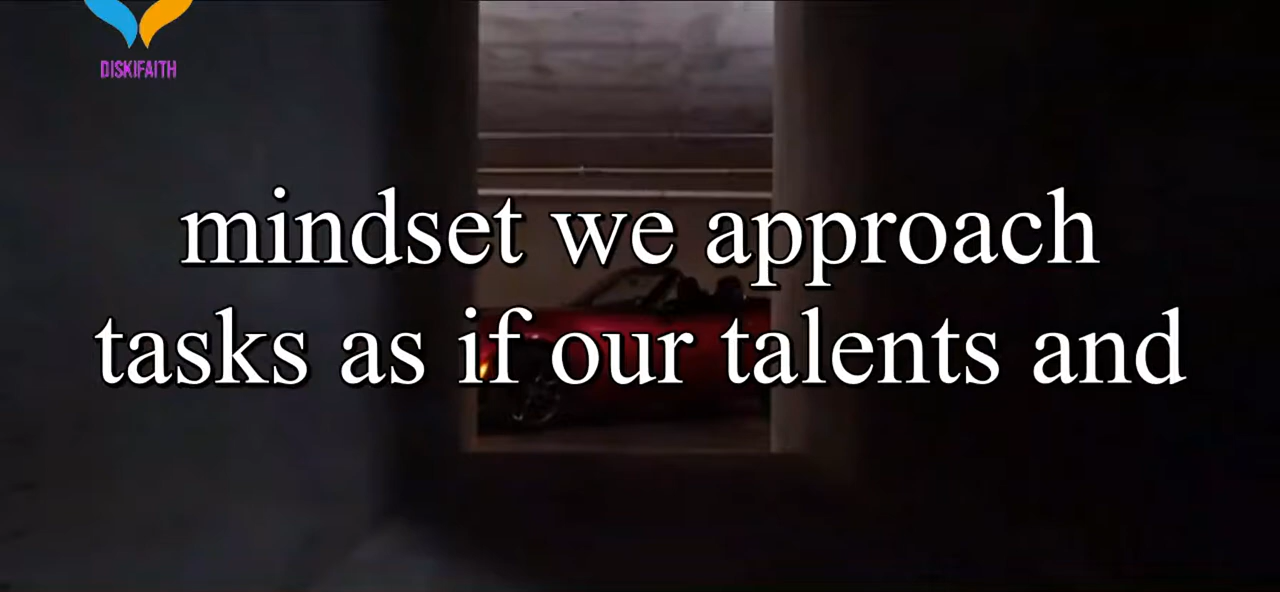 DISKIFAITH
mindset we approach
tasks as if our talents and